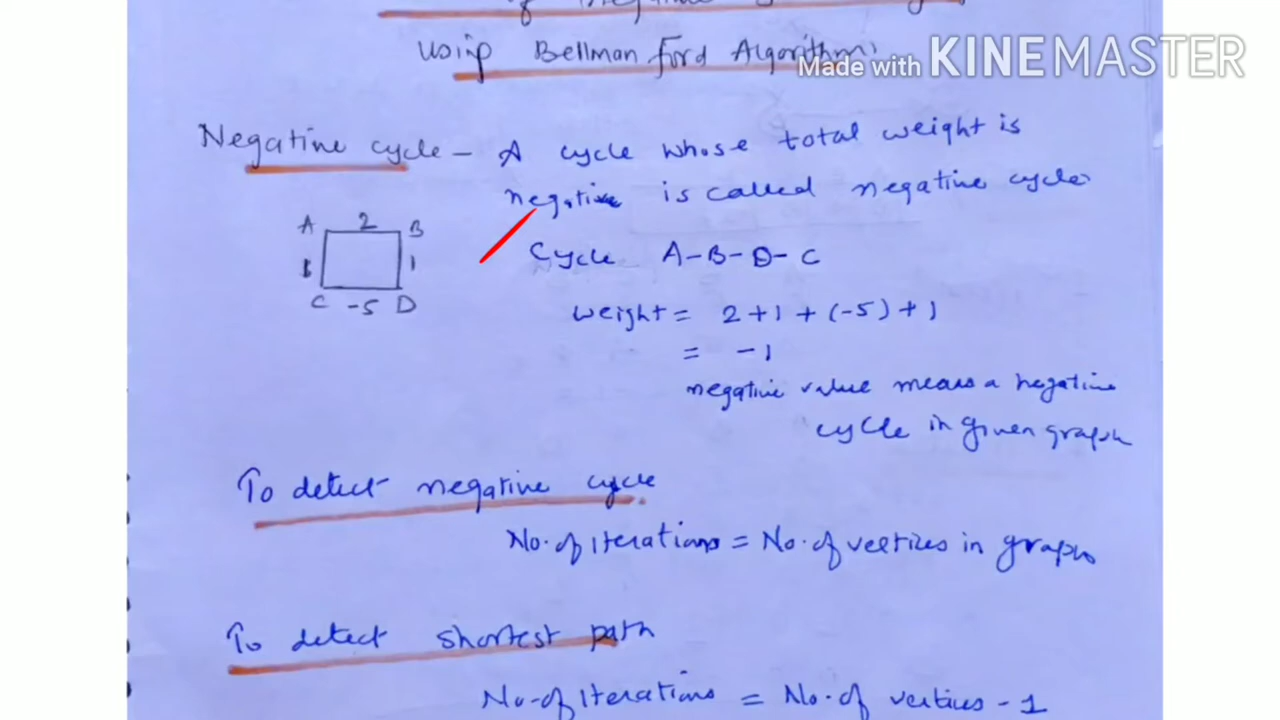 using Bellman ford Algorithm
Made with KINEMASTER
Negative cycle - A cycle whose total weight is
negative is called negative cycle
A 2 B
1 1
C -5 D
Cycle A-B-D-C
weight = 2+1+(-5)+1
= -1
negative value means a negative
cycle in given graph
To detect negative cycle
No. of iterations = No. of vertices in graph
To detect shortest path
No-of iterations = No. of vertices - 1